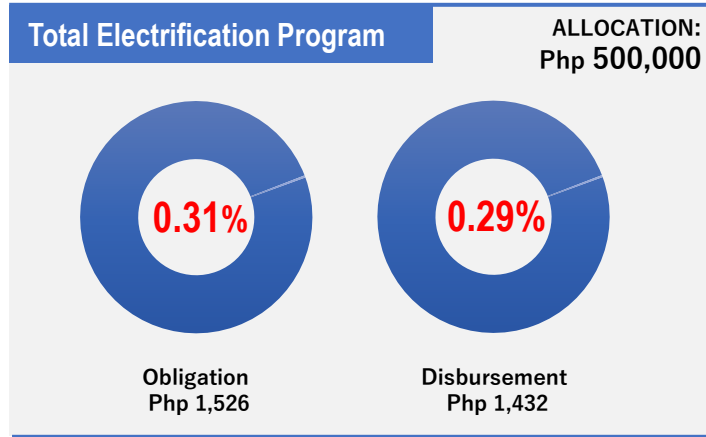 Total Electrification Program
ALLOCATION:
Php 500,000
0.31%
0.29%
Obligation
Php 1,526
Disbursement
Php 1,432